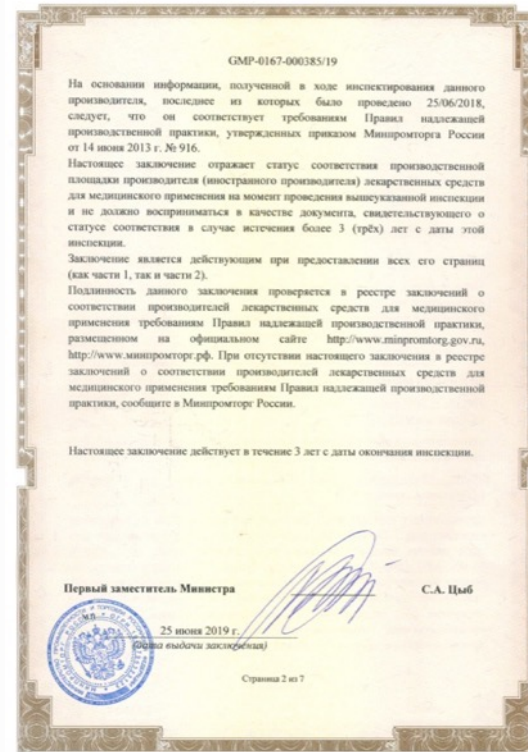 GMP-0167-000385/19
На основании информации, полученной в ходе инспектирования данного
производителя, последнее из которых было проведено 25/06/2018,
следует, что он соответствует требованиям Правил надлежащей
производственной практики, утвержденных приказом Минпромторга России
от 14 июня 2013 г. № 916.
Настоящее заключение отражает статус соответствия производственной
площадки производителя (иностранного производителя) лекарственных средств
для медицинского применения на момент проведения вышеуказанной инспекции
и не должно восприниматься в качестве документа, свидетельствующего о
статусе соответствия в случае истечения более 3 (трёх) лет с даты этой
инспекции.
Заключение является действующим при предоставлении всех его страниц
(как части 1, так и части 2).
Подлинность данного заключения проверяется в реестре заключений о
соответствии производителей лекарственных средств для медицинского
применения требованиям Правил надлежащей производственной практики,
размещенном на официальном сайте http://www.minpromtorg.gov.ru,
http://www.минпромторг.рф. При отсутствии настоящего заключения в реестре
заключений о соответствии производителей лекарственных средств для
медицинского применения требованиям Правил надлежащей производственной
практики, сообщите в Минпромторг России.
Настоящее заключение действует в течение 3 лет с даты окончания инспекции.
Первый заместитель Министра С.А. Цыб
М.П.
25 июня 2019 г.
(дата выдачи заключения)
Страница 2 из 7